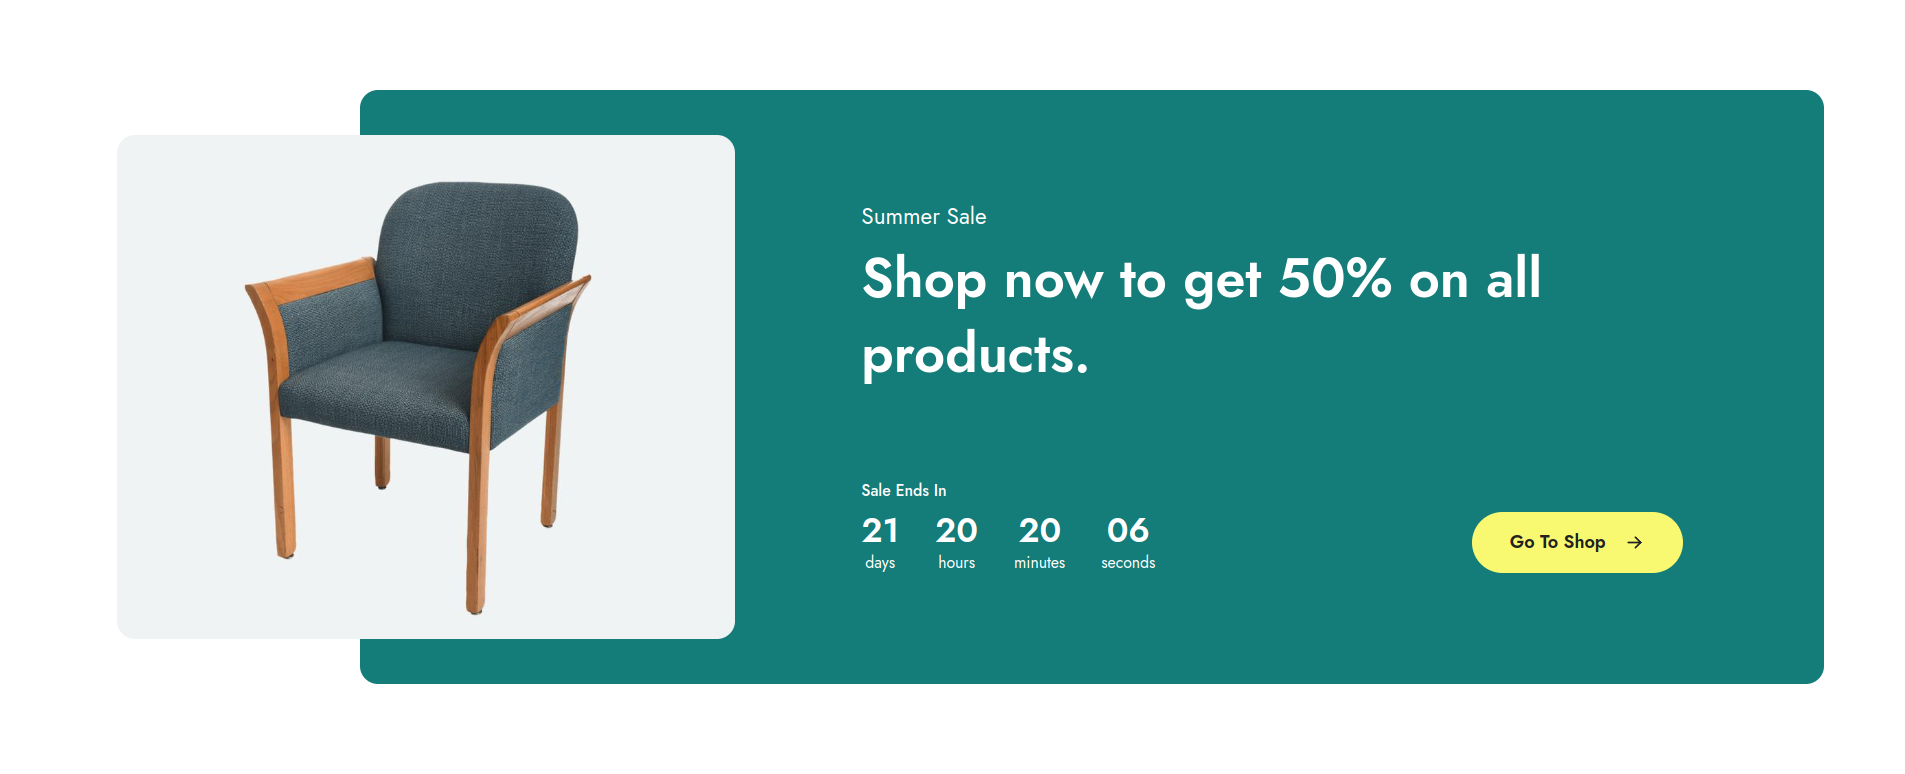 Summer Sale
Shop now to get 50% on all
products.
Sale Ends In
21 20 20 06
days hours minutes seconds
Go To Shop →